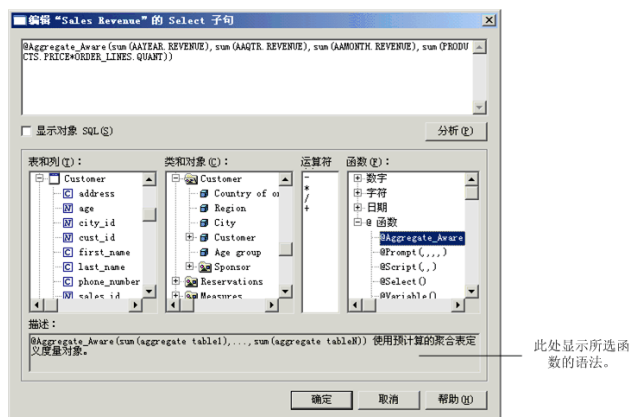 编辑“Sales Revenue”的 Select 子句
@Aggregate_Aware(sum(AAYEAR.REVENUE),sum(AAQTR.REVENUE),sum(AAMONTH.REVENUE),sum(PRODU
CTS.PRICE*ORDER_LINES.QUANT))
显示对象 SQL(S)
分析(P)
表和列(T):
类和对象(C):
运算符
函数(F):
Customer
address
age
city_id
cust_id
first_name
last_name
phone_number
sales_id
Customer
Country of or
Region
City
Customer
Age group
Sponsor
Reservations
Measures
-
*
/
+
数字
字符
日期
@ 函数
@Aggregate_Aware
@Prompt(,,,,)
@Script(,,)
@Select()
@Variable()
描述:
@Aggregate_Aware(sum(aggregate table1),...,sum(aggregate tableN)) 使用预计算的聚合表定
义度量对象。
确定
取消
帮助(H)
此处显示所选函
数的语法。